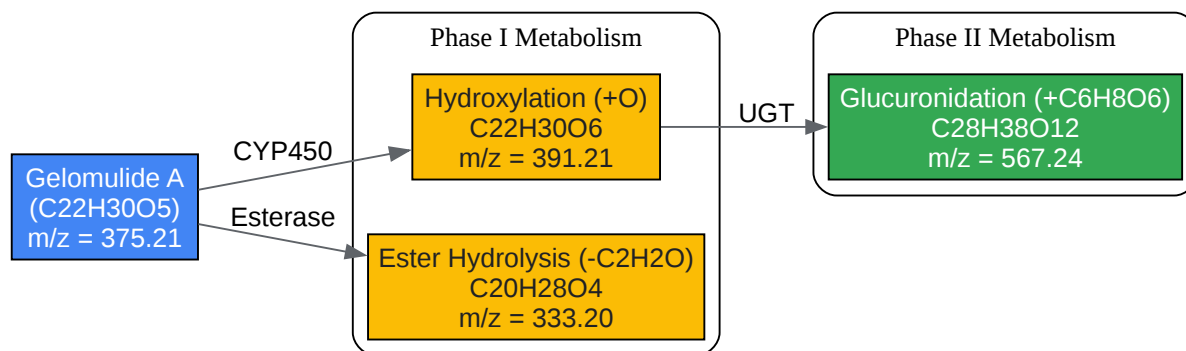 Phase I Metabolism
Phase II Metabolism
Gelomulide A
(C22H30O5)
m/z = 375.21
CYP450
Esterase
Hydroxylation (+O)
C22H30O6
m/z = 391.21
Ester Hydrolysis (-C2H2O)
C20H28O4
m/z = 333.20
UGT
Glucuronidation (+C6H8O6)
C28H38O12
m/z = 567.24